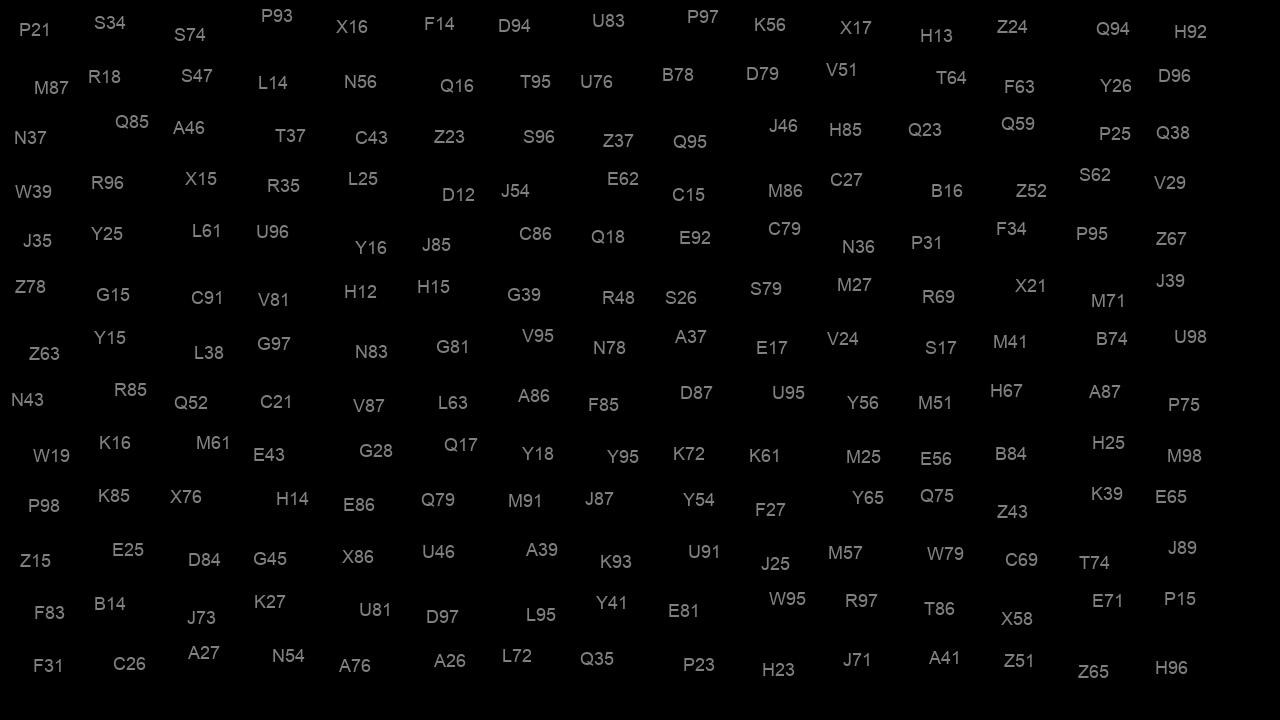 P21 S34 S74 P93 X16 F14 D94 U83 P97 K56 X17 H13 Z24 Q94 H92
M87 R18 S47 L14 N56 Q16 T95 U76 B78 D79 V51 T64 F63 Y26 D96
N37 Q85 A46 T37 C43 Z23 S96 Z37 Q95 J46 H85 Q23 Q59 P25 Q38
W39 R96 X15 R35 L25 D12 J54 E62 C15 M86 C27 B16 Z52 S62 V29
J35 Y25 L61 U96 Y16 J85 C86 Q18 E92 C79 N36 P31 F34 P95 Z67
Z78 G15 C91 V81 H12 H15 G39 R48 S26 S79 M27 R69 X21 M71 J39
Z63 Y15 L38 G97 N83 G81 V95 N78 A37 E17 V24 S17 M41 B74 U98
N43 R85 Q52 C21 V87 L63 A86 F85 D87 U95 Y56 M51 H67 A87 P75
W19 K16 M61 E43 G28 Q17 Y18 Y95 K72 K61 M25 E56 B84 H25 M98
P98 K85 X76 H14 E86 Q79 M91 J87 Y54 F27 Y65 Q75 Z43 K39 E65
Z15 E25 D84 G45 X86 U46 A39 K93 U91 J25 M57 W79 C69 T74 J89
F83 B14 J73 K27 U81 D97 L95 Y41 E81 W95 R97 T86 X58 E71 P15
F31 C26 A27 N54 A76 A26 L72 Q35 P23 H23 J71 A41 Z51 Z65 H96